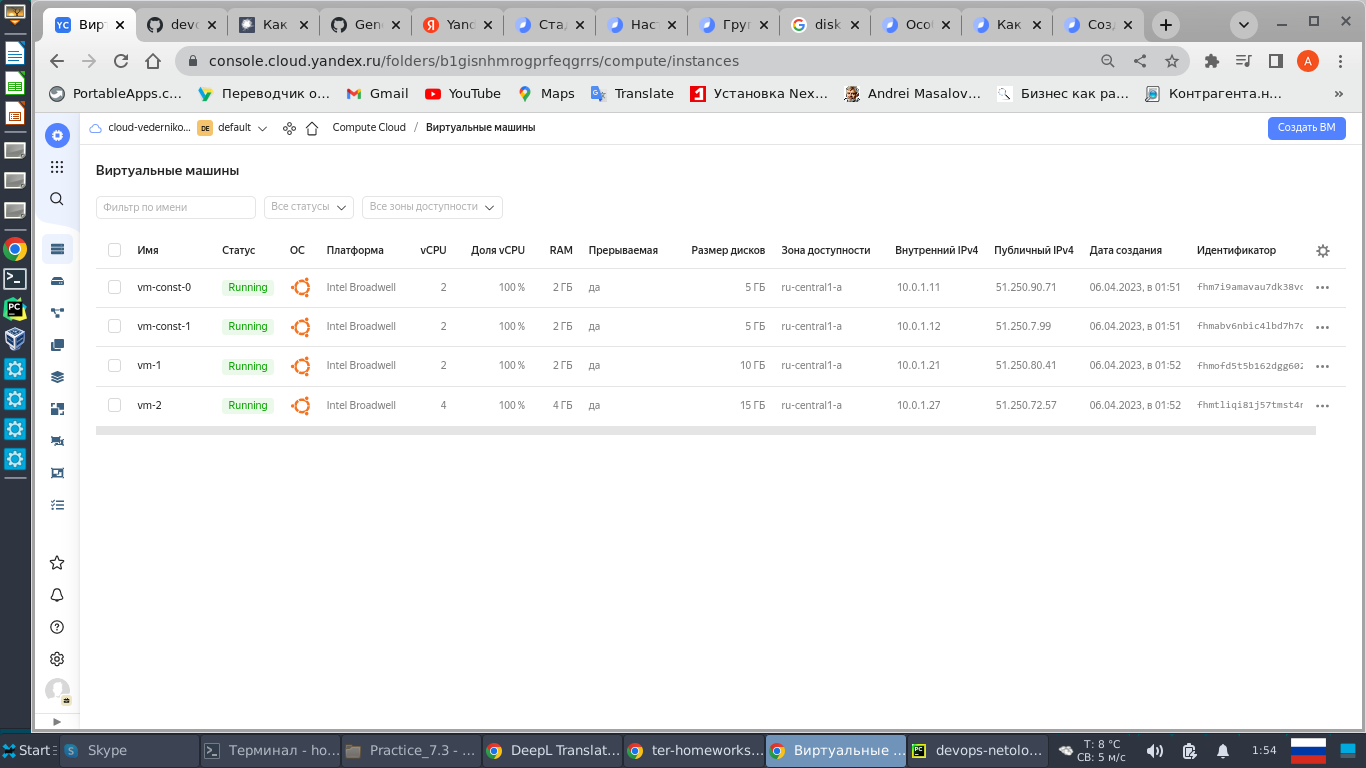 YC Вирт
devo
Как
Gene
Yanc
Стад
Наст
Груп
disk
Осо
Как
Соз
console.cloud.yandex.ru/folders/b1gisnhmmogprfeqgrrs/compute/instances
A
PortableApps.c… Переводчик о… Gmail YouTube Maps Translate Установка Nex… Andrei Masalov… Бизнес как ра… Контрагента.н… »
cloud-vederniko… DE default Compute Cloud / Виртуальные машины Создать ВМ
Виртуальные машины
Фильтр по имени Все статусы Все зоны доступности
Имя Статус ОС Платформа vCPU Доля vCPU RAM Прерываемая Размер дисков Зона доступности Внутренний IPv4 Публичный IPv4 Дата создания Идентификатор
vm-const-0 Running Intel Broadwell 2 100 % 2 ГБ да 5 ГБ ru-central1-a 10.0.1.11 51.250.90.71 06.04.2023, в 01:51 fhm7i9amavau7dk38vc
vm-const-1 Running Intel Broadwell 2 100 % 2 ГБ да 5 ГБ ru-central1-a 10.0.1.12 51.250.7.99 06.04.2023, в 01:51 fhmabv6nbic4lbd7h7c
vm-1 Running Intel Broadwell 2 100 % 2 ГБ да 10 ГБ ru-central1-a 10.0.1.21 51.250.80.41 06.04.2023, в 01:52 fhmofd5t5b162dgg602
vm-2 Running Intel Broadwell 4 100 % 4 ГБ да 15 ГБ ru-central1-a 10.0.1.27 51.250.72.57 06.04.2023, в 01:52 fhmtliqi81j57tmst4r
Start Skype Терминал - ho… Practice_7.3 - … DeepL Translat… ter-homeworks… Виртуальные … devops-netolo… T: 8 °C 1:54
СВ: 5 м/с